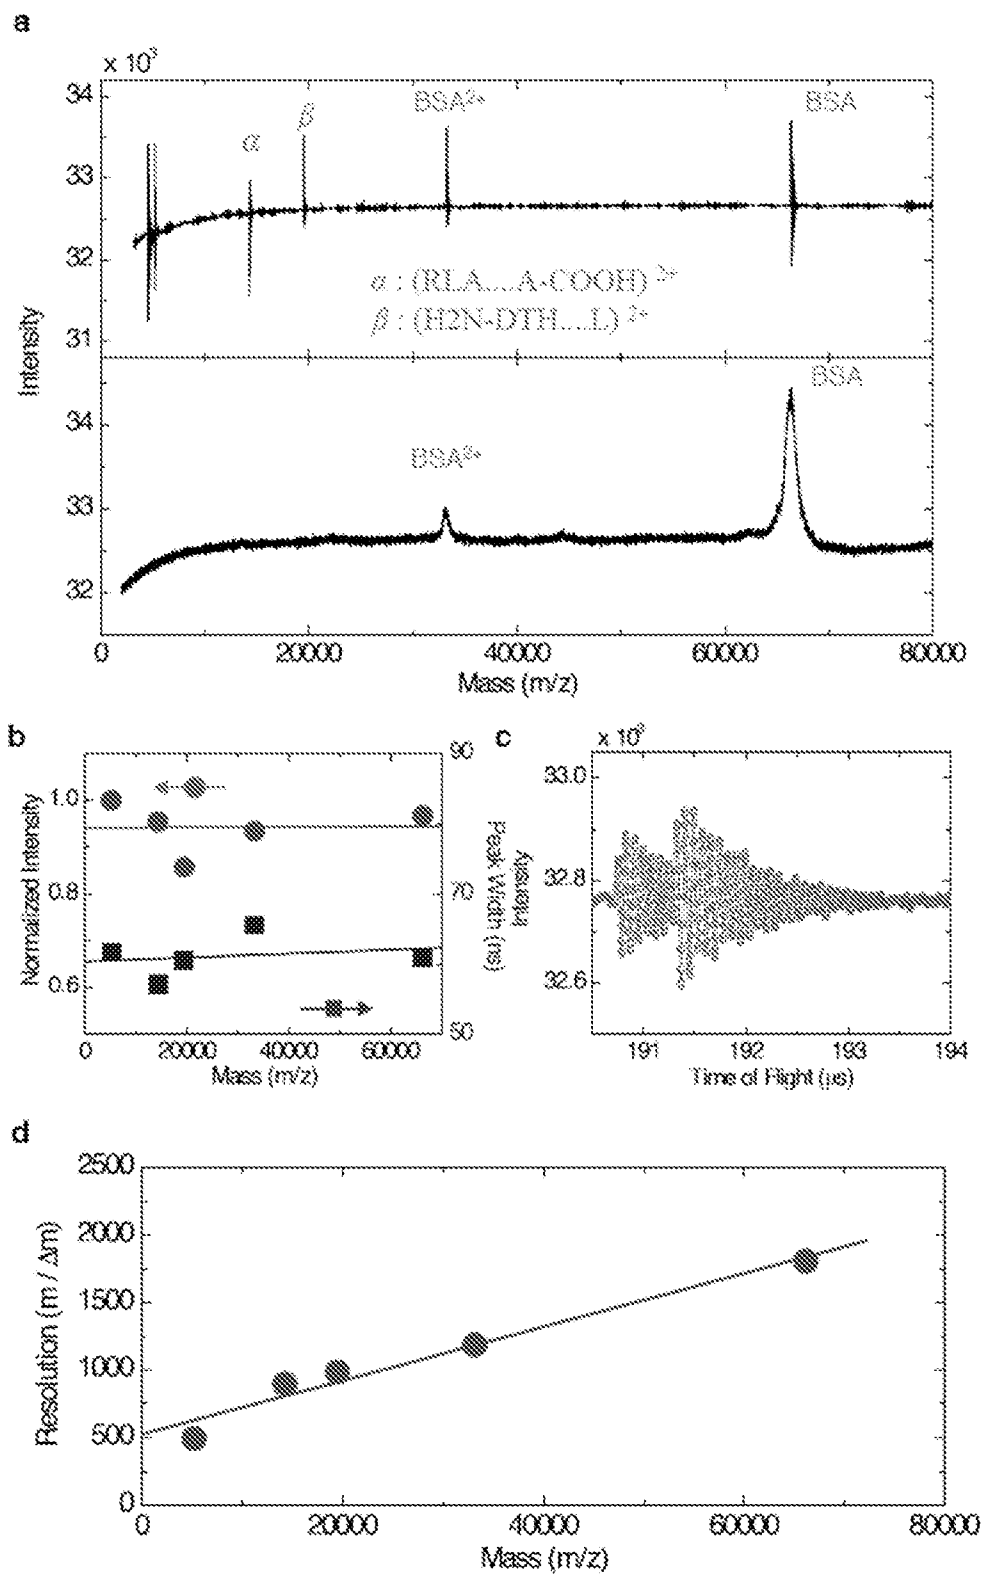 a
x 10³
34
33
32
31
α
β
BSA²⁺
BSA
α : (RLA....A-COOH) ²⁺
β : (H2N-DTH....L) ²⁺
Intensity
34
33
32
BSA²⁺
BSA
0 20000 40000 60000 80000
Mass (m/z)
b
Normalized Intensity
1.0
0.8
0.6
90
70
50
Peak Width (ns)
0 20000 40000 60000
Mass (m/z)
c
x 10³
Intensity
33.0
32.8
32.6
191 192 193 194
Time of Flight (µs)
d
Resolution (m / Δm)
2500
2000
1500
1000
500
0
0 20000 40000 60000 80000
Mass (m/z)